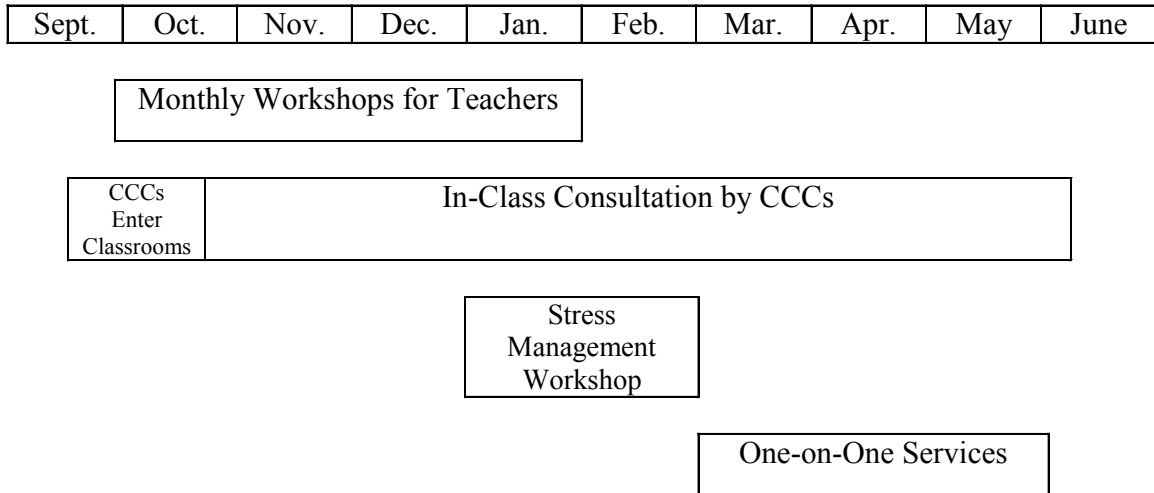 Sept. Oct. Nov. Dec. Jan. Feb. Mar. Apr. May June
Monthly Workshops for Teachers
CCCs
Enter
Classrooms
In-Class Consultation by CCCs
Stress
Management
Workshop
One-on-One Services